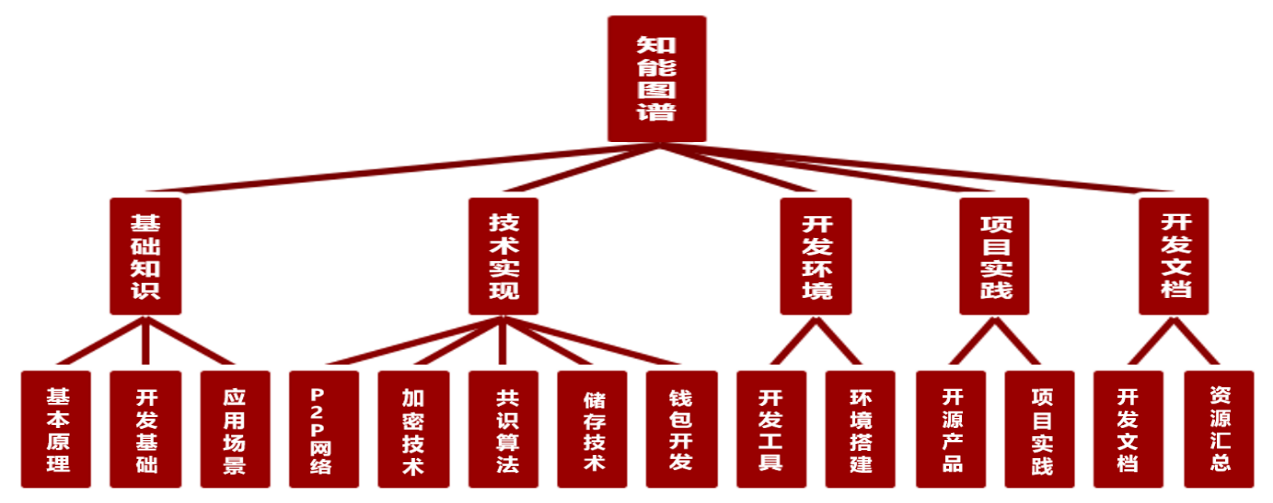 知能图谱
基础知识
技术实现
开发环境
项目实践
开发文档
基本原理
开发基础
应用场景
P2P网络
加密技术
共识算法
储存技术
钱包开发
开发工具
环境搭建
开源产品
项目实践
开发文档
资源汇总